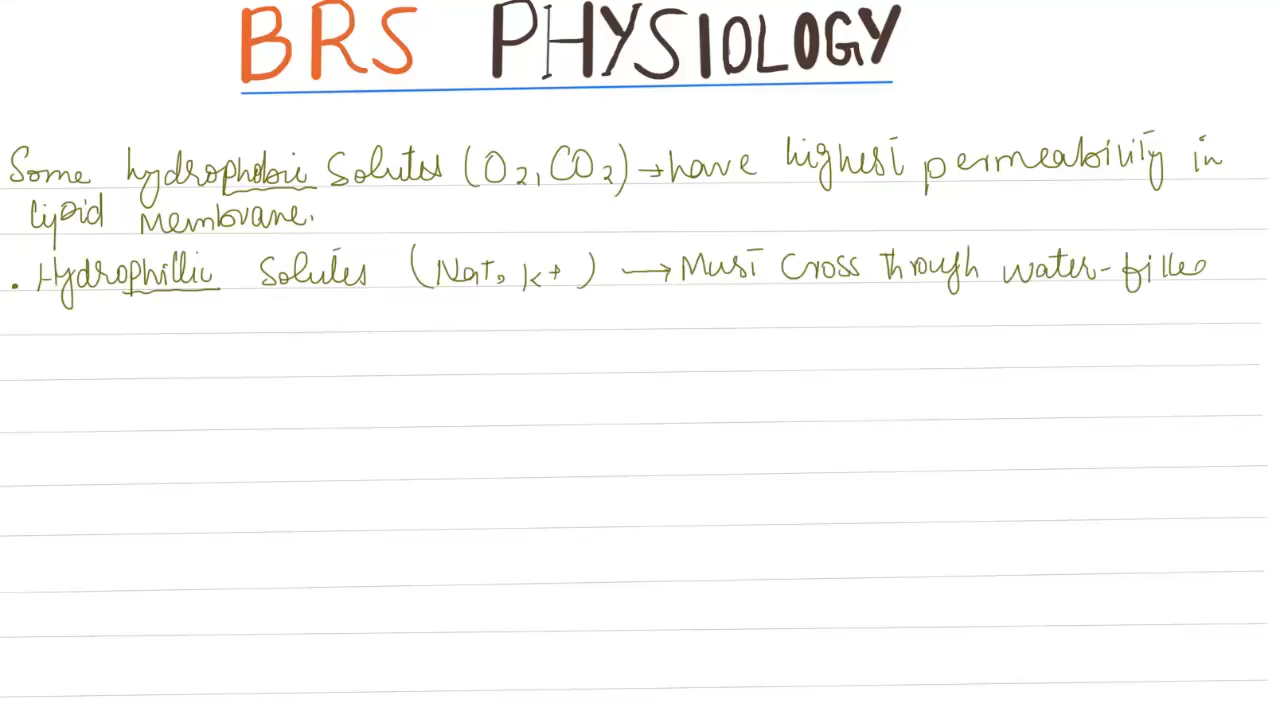 BRS PHYSIOLOGY
Some hydrophobic Solutes (O2, CO2) → have highest permeability in
lipid Membrane.
. Hydrophillic Solutes (Na+, K+) → Must Cross through water-filled